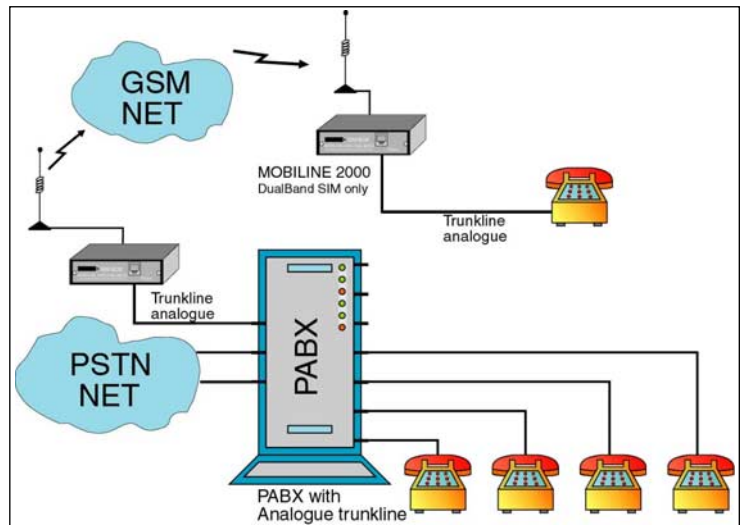 GSM
NET
MOBILINE 2000
DualBand SIM only
Trunkline
analogue
Trunkline
analogue
PSTN
NET
PABX
PABX with
Analogue trunkline